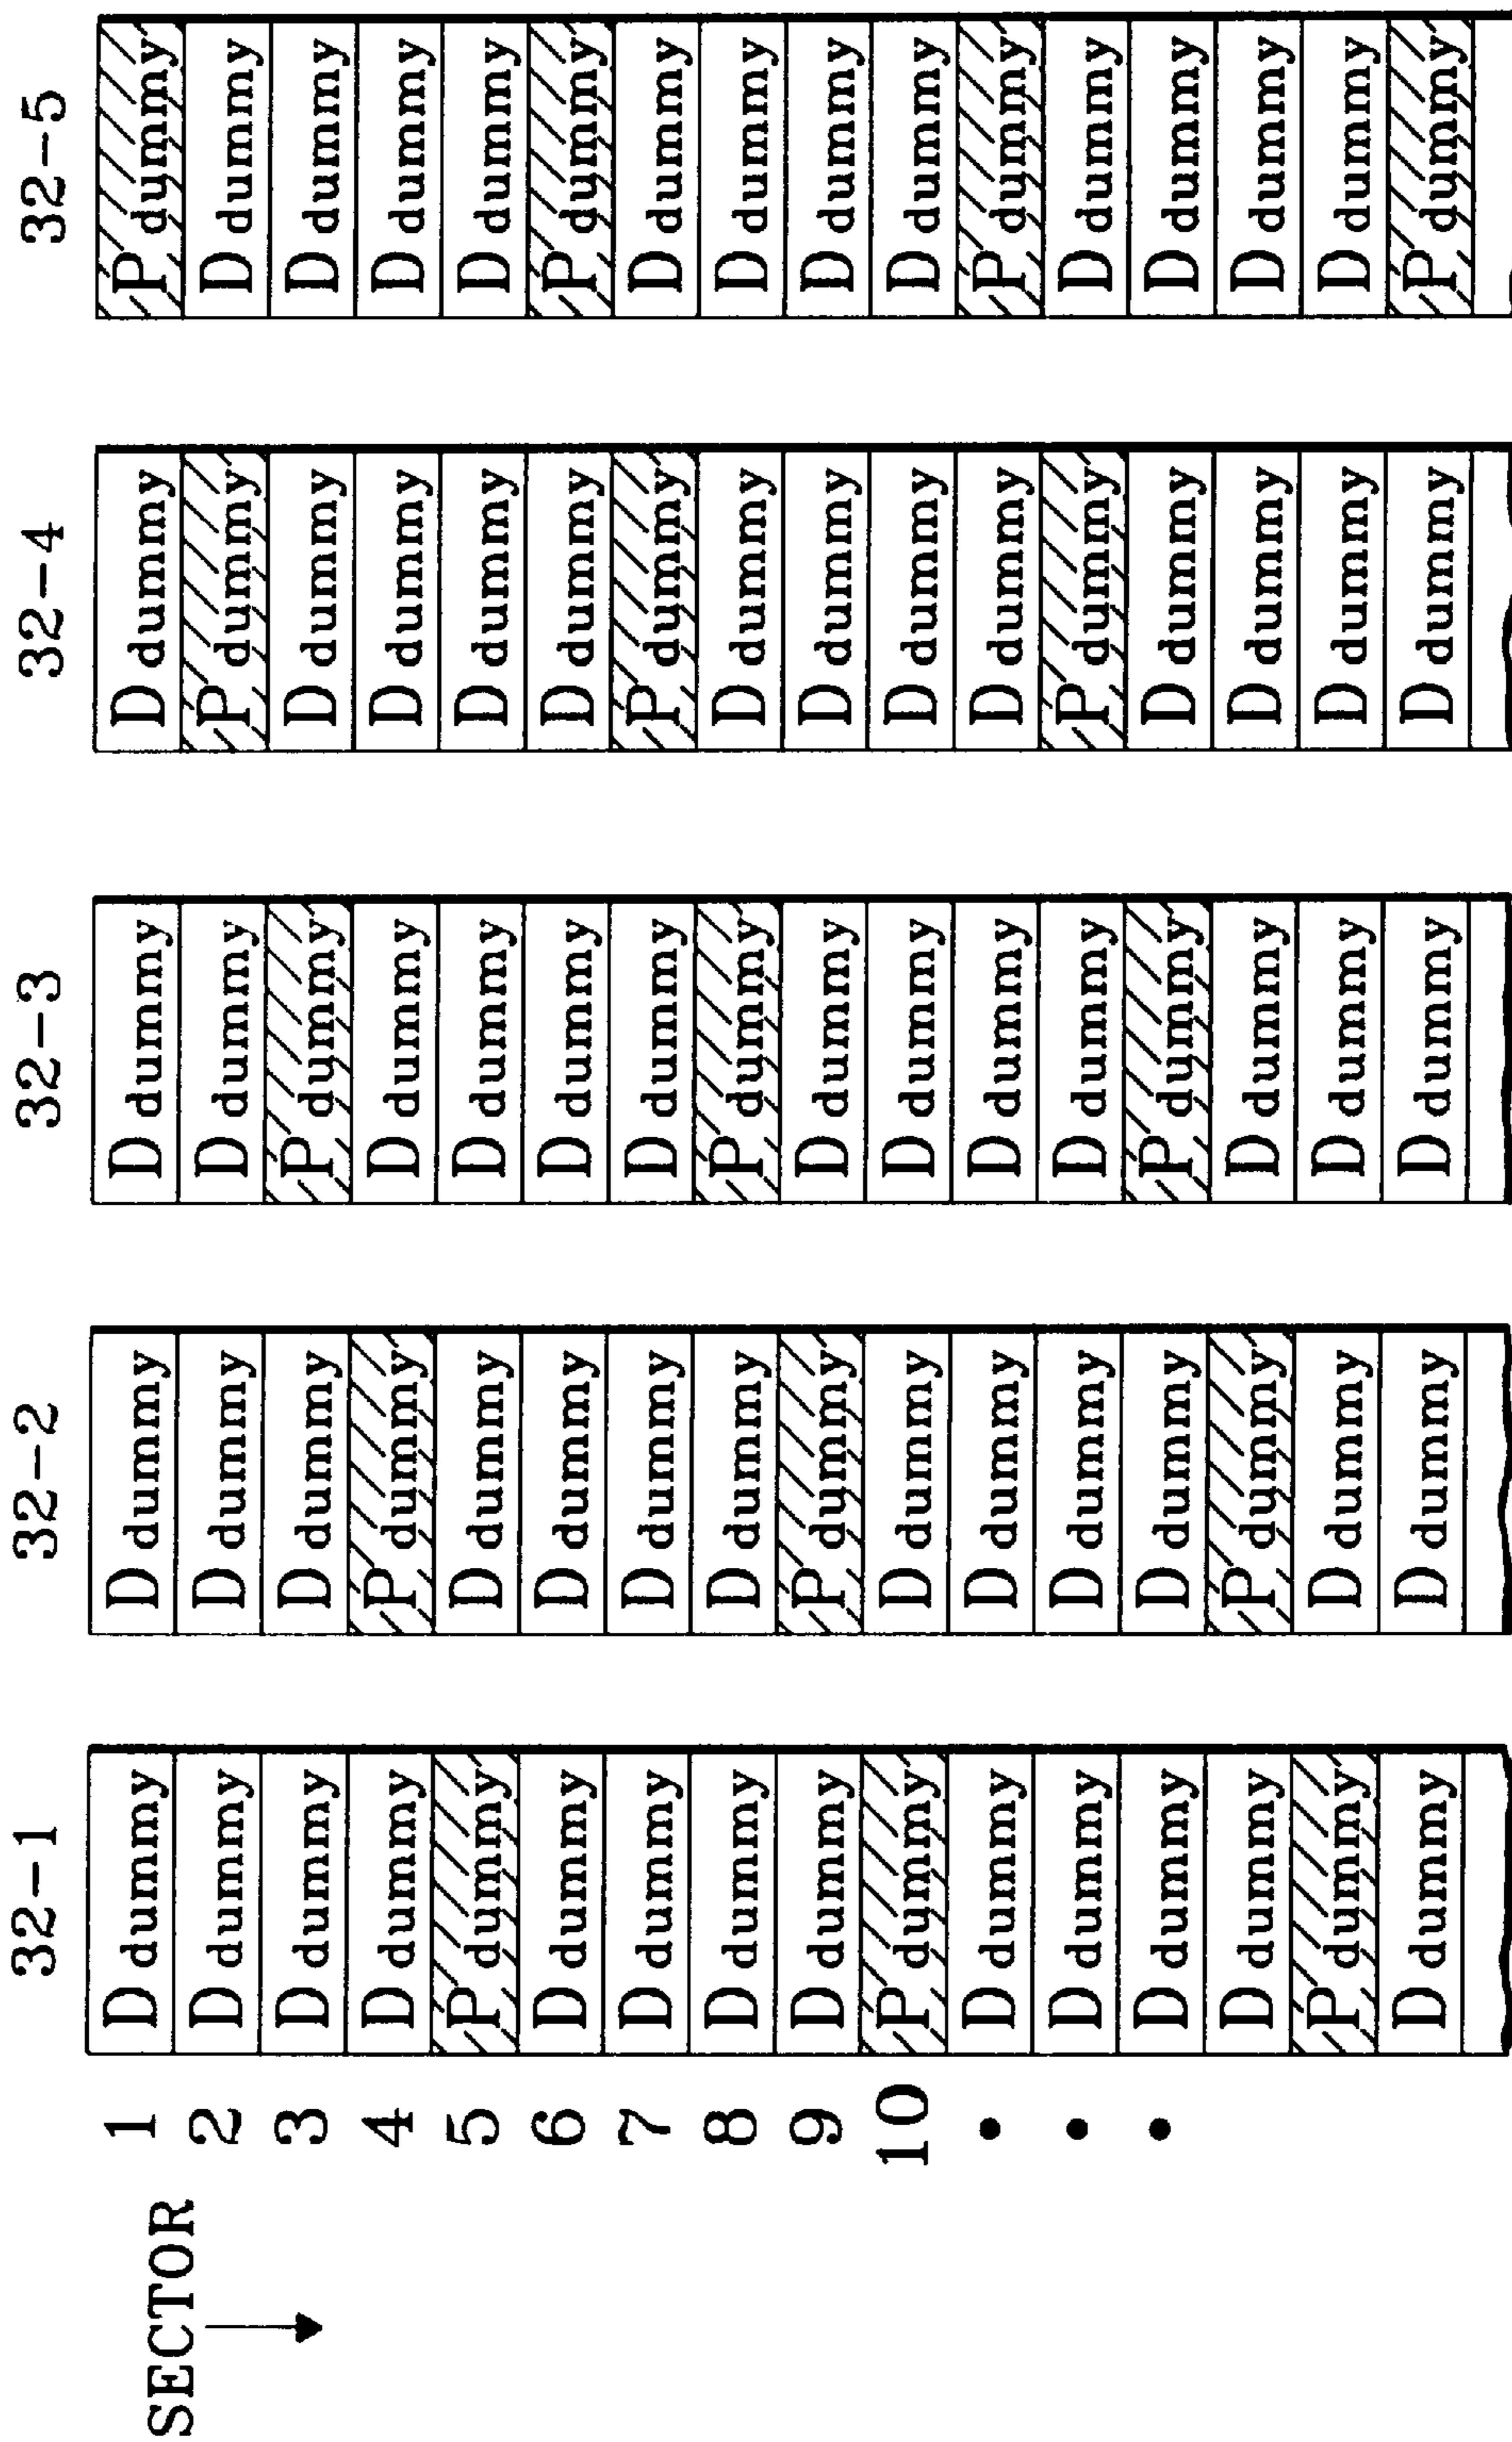 32-1 32-2 32-3 32-4 32-5
SECTOR
1 D dummy D dummy D dummy D dummy P dummy
2 D dummy D dummy D dummy P dummy D dummy
3 D dummy D dummy P dummy D dummy D dummy
4 D dummy P dummy D dummy D dummy D dummy
5 P dummy D dummy D dummy D dummy D dummy
6 D dummy D dummy D dummy D dummy P dummy
7 D dummy D dummy D dummy P dummy D dummy
8 D dummy D dummy P dummy D dummy D dummy
9 D dummy P dummy D dummy D dummy D dummy
10 P dummy D dummy D dummy D dummy D dummy
• D dummy D dummy D dummy D dummy P dummy
• D dummy D dummy D dummy P dummy D dummy
• D dummy D dummy P dummy D dummy D dummy
D dummy P dummy D dummy D dummy D dummy
P dummy D dummy D dummy D dummy D dummy
D dummy D dummy D dummy D dummy P dummy